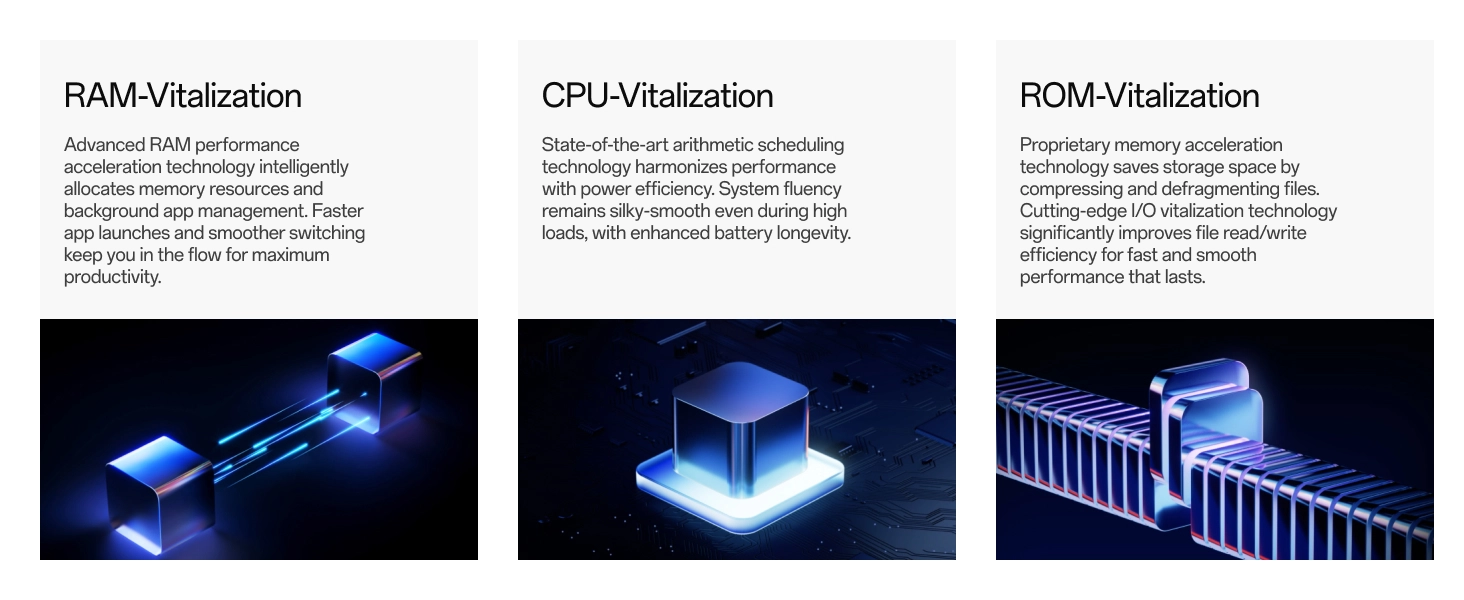 RAM-Vitalization
Advanced RAM performance
acceleration technology intelligently
allocates memory resources and
background app management. Faster
app launches and smoother switching
keep you in the flow for maximum
productivity.
CPU-Vitalization
State-of-the-art arithmetic scheduling
technology harmonizes performance
with power efficiency. System fluency
remains silky-smooth even during high
loads, with enhanced battery longevity.
ROM-Vitalization
Proprietary memory acceleration
technology saves storage space by
compressing and defragmenting files.
Cutting-edge I/O vitalization technology
significantly improves file read/write
efficiency for fast and smooth
performance that lasts.